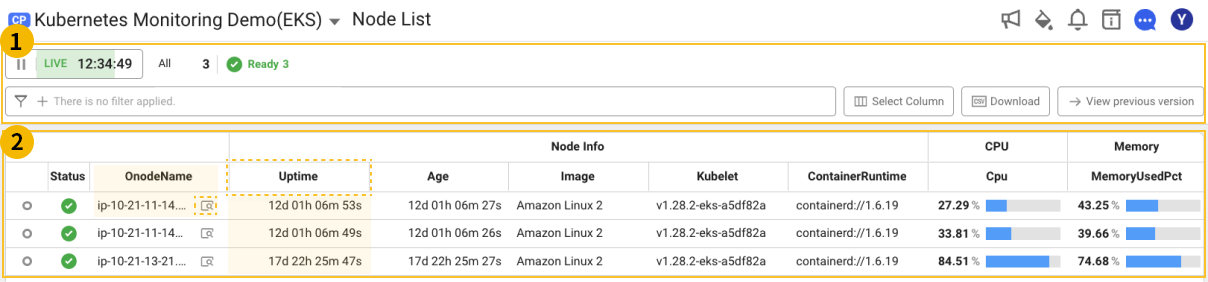 CP Kubernetes Monitoring Demo(EKS) Node List Y
1
LIVE 12:34:49 All 3 Ready 3
+ There is no filter applied. Select Column CSV Download View previous version
2
Node Info CPU Memory
Status OnodeName Uptime Age Image Kubelet ContainerRuntime Cpu MemoryUsedPct
ip-10-21-11-14.... 12d 01h 06m 53s 12d 01h 06m 27s Amazon Linux 2 v1.28.2-eks-a5df82a containerd://1.6.19 27.29 % 43.25 %
ip-10-21-11-14... 12d 01h 06m 49s 12d 01h 06m 26s Amazon Linux 2 v1.28.2-eks-a5df82a containerd://1.6.19 33.81 % 39.66 %
ip-10-21-13-21.... 17d 22h 25m 47s 17d 22h 25m 27s Amazon Linux 2 v1.28.2-eks-a5df82a containerd://1.6.19 84.51 % 74.68 %